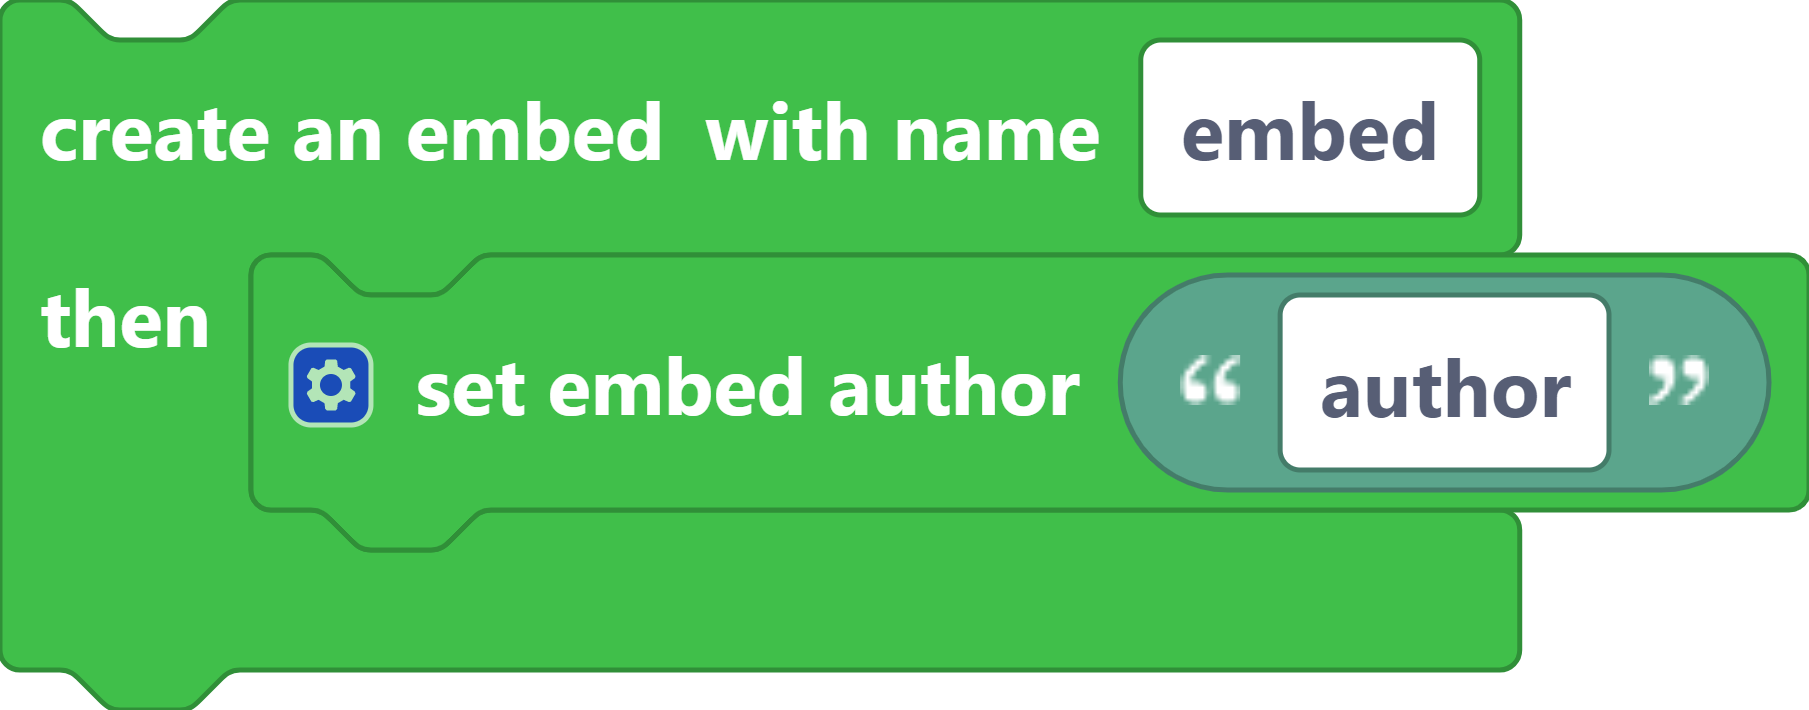 create an embed with name embed
then
set embed author “ author ”